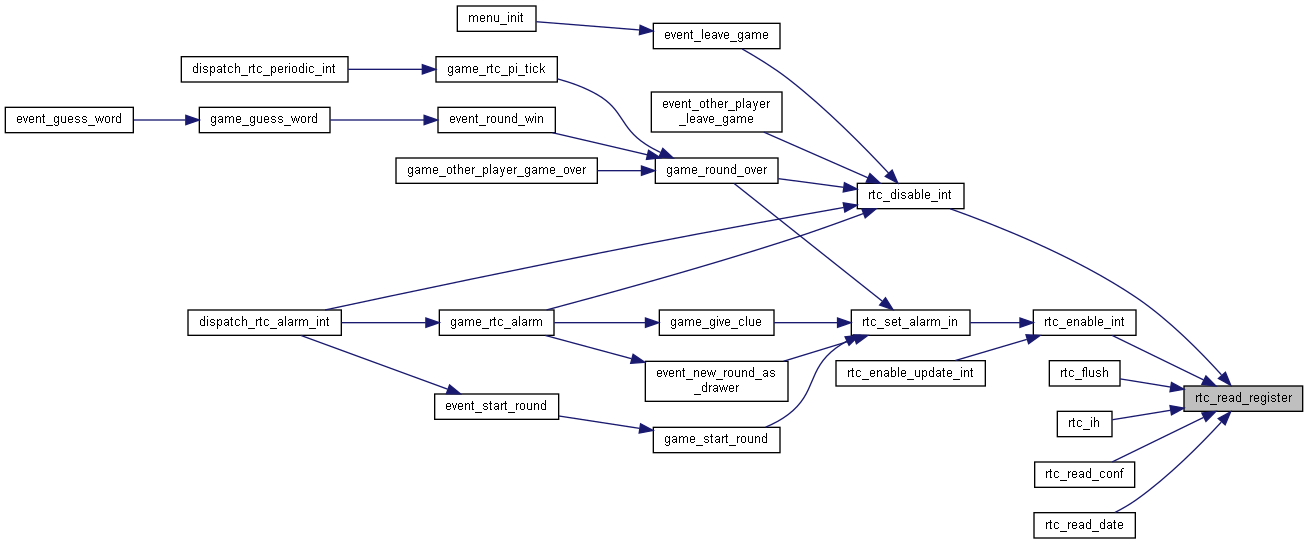 menu_init
event_leave_game
dispatch_rtc_periodic_int
game_rtc_pi_tick
event_other_player
_leave_game
event_guess_word
game_guess_word
event_round_win
game_other_player_game_over
game_round_over
rtc_disable_int
dispatch_rtc_alarm_int
game_rtc_alarm
game_give_clue
rtc_set_alarm_in
rtc_enable_int
event_new_round_as
_drawer
rtc_enable_update_int
rtc_flush
rtc_read_register
event_start_round
rtc_ih
game_start_round
rtc_read_conf
rtc_read_date